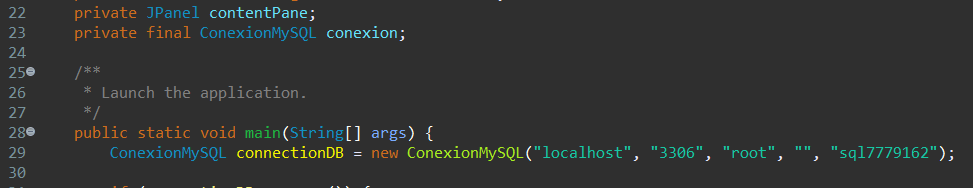 22 private JPanel contentPane;
23 private final ConexionMySQL conexion;
24
25 /**
26 * Launch the application.
27 */
28 public static void main(String[] args) {
29 ConexionMySQL connectionDB = new ConexionMySQL("localhost", "3306", "root", "", "sql7779162");
30